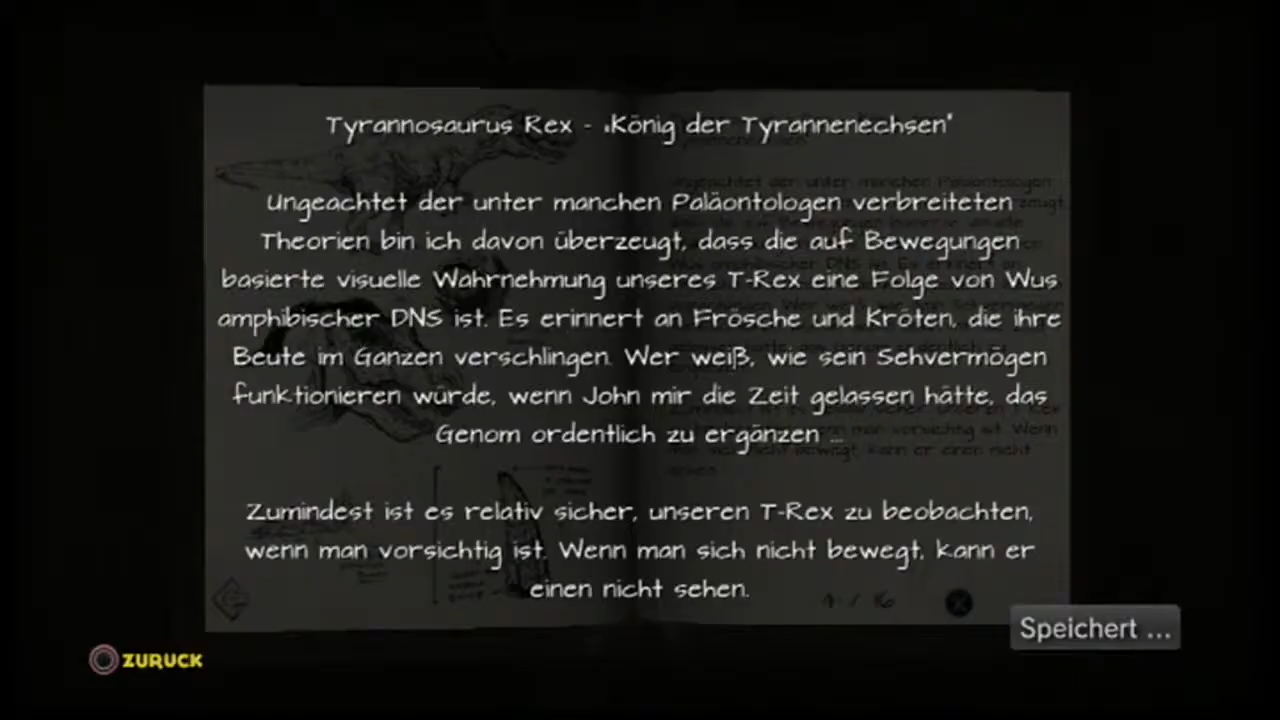 Tyrannosaurus Rex - „König der Tyrannenechsen“
Ungeachtet der unter manchen Paläontologen verbreiteten
Theorien bin ich davon überzeugt, dass die auf Bewegungen
basierte visuelle Wahrnehmung unseres T-Rex eine Folge von Wus
amphibischer DNS ist. Es erinnert an Frösche und Kröten, die ihre
Beute im Ganzen verschlingen. Wer weiß, wie sein Sehvermögen
funktionieren würde, wenn John mir die Zeit gelassen hätte, das
Genom ordentlich zu ergänzen ...
Zumindest ist es relativ sicher, unseren T-Rex zu beobachten,
wenn man vorsichtig ist. Wenn man sich nicht bewegt, kann er
einen nicht sehen.
Speichert ...
ZURÜCK